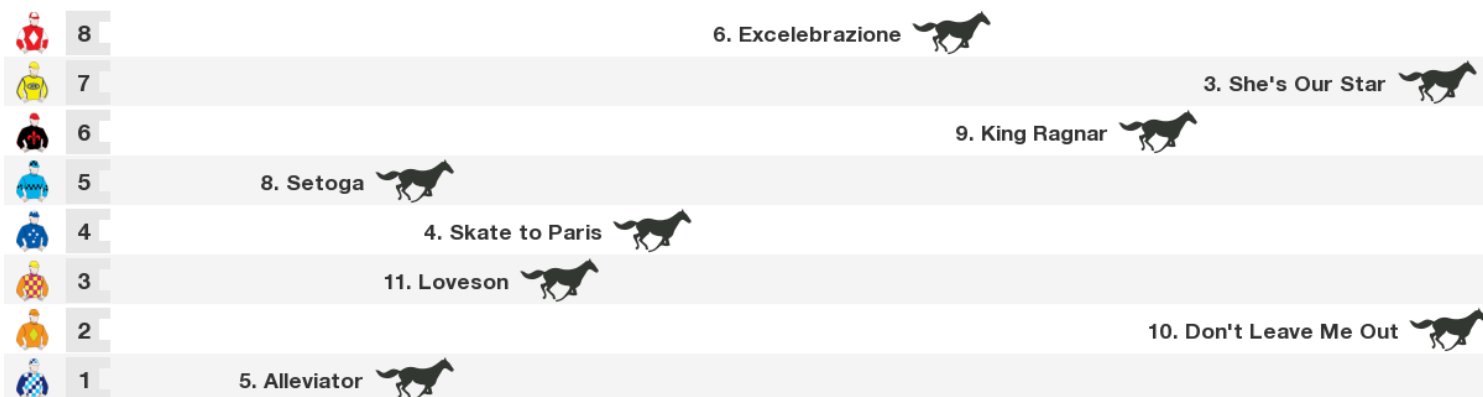 8 6. Excelebrazione
7 3. She's Our Star
6 9. King Ragnar
5 8. Setoga
4 4. Skate to Paris
3 11. Loveson
2 10. Don't Leave Me Out
1 5. Alleviator